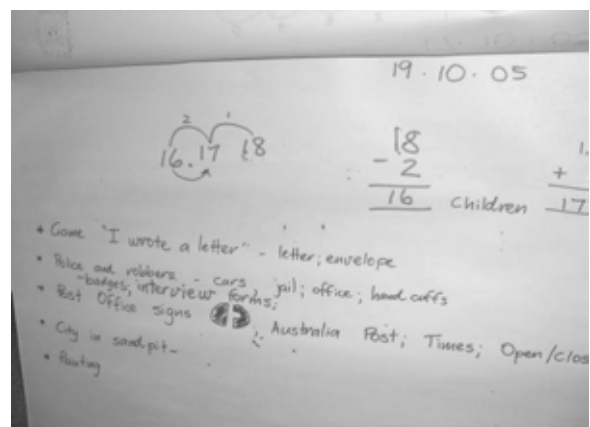 19.10.05
2 1
16.17 18
18
- 2
16 children
+
17
* Game "I wrote a letter" - letter; envelope
* Police and robbers - cars, jail; office; hand cuffs
- badges; interview forms;
* Post Office signs Australia Post; Times; Open/Clos
* City in sandpit-
* Painting